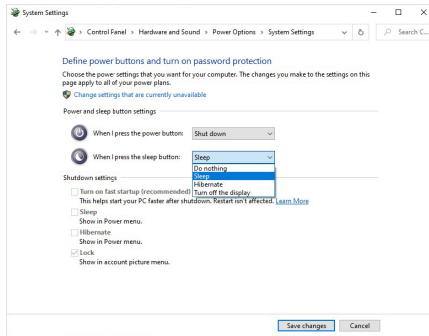 System Settings
Control Panel > Hardware and Sound > Power Options > System Settings
Search C...
Define power buttons and turn on password protection
Choose the power settings that you want for your computer. The changes you make to the settings on this
page apply to all of your power plans.
Change settings that are currently unavailable
Power and sleep button settings
When I press the power button: Shut down
When I press the sleep button: Sleep
Do nothing
Sleep
Hibernate
Turn off the display
Shutdown settings
Turn on fast startup (recommended)
This helps start your PC faster after shutdown. Restart isn't affected. Learn More
Sleep
Show in Power menu.
Hibernate
Show in Power menu.
Lock
Show in account picture menu.
Save changes Cancel